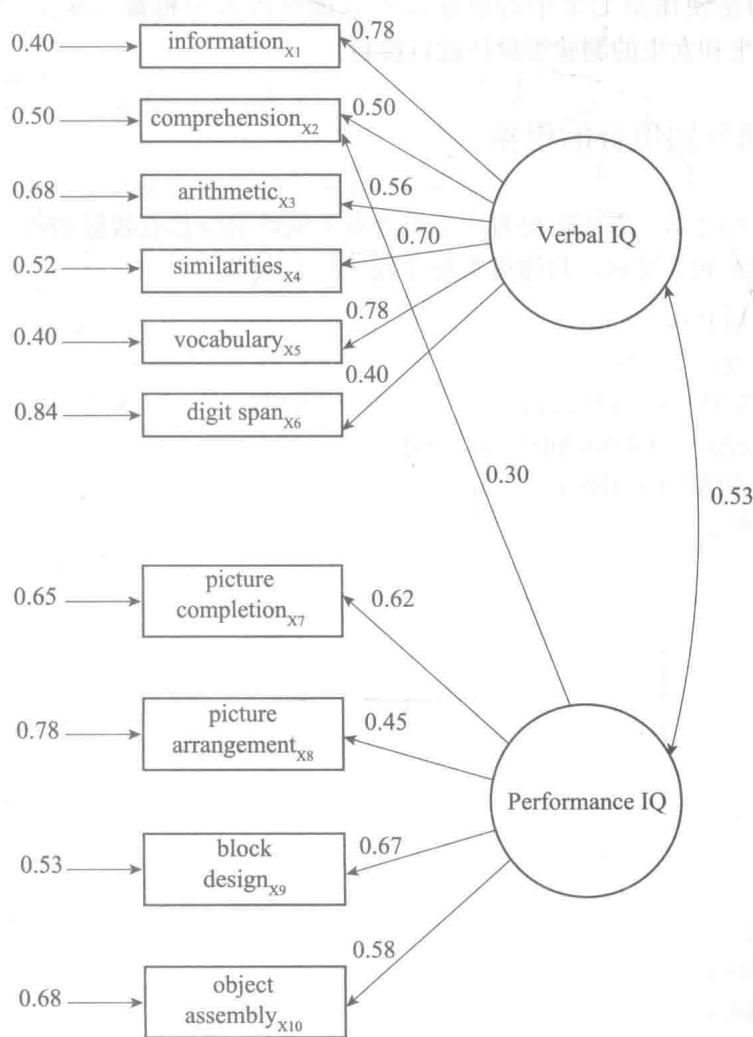 0.78
0.40
information X1
0.50
0.50
comprehension X2
0.68
arithmetic X3
0.56
Verbal IQ
0.70
0.52
similarities X4
0.78
0.40
vocabulary X5
0.40
0.84
digit span X6
0.30
0.53
0.65
picture
completion X7
0.62
0.78
picture
arrangement X8
0.45
Performance IQ
0.53
block
design X9
0.67
0.58
0.68
object
assembly X10